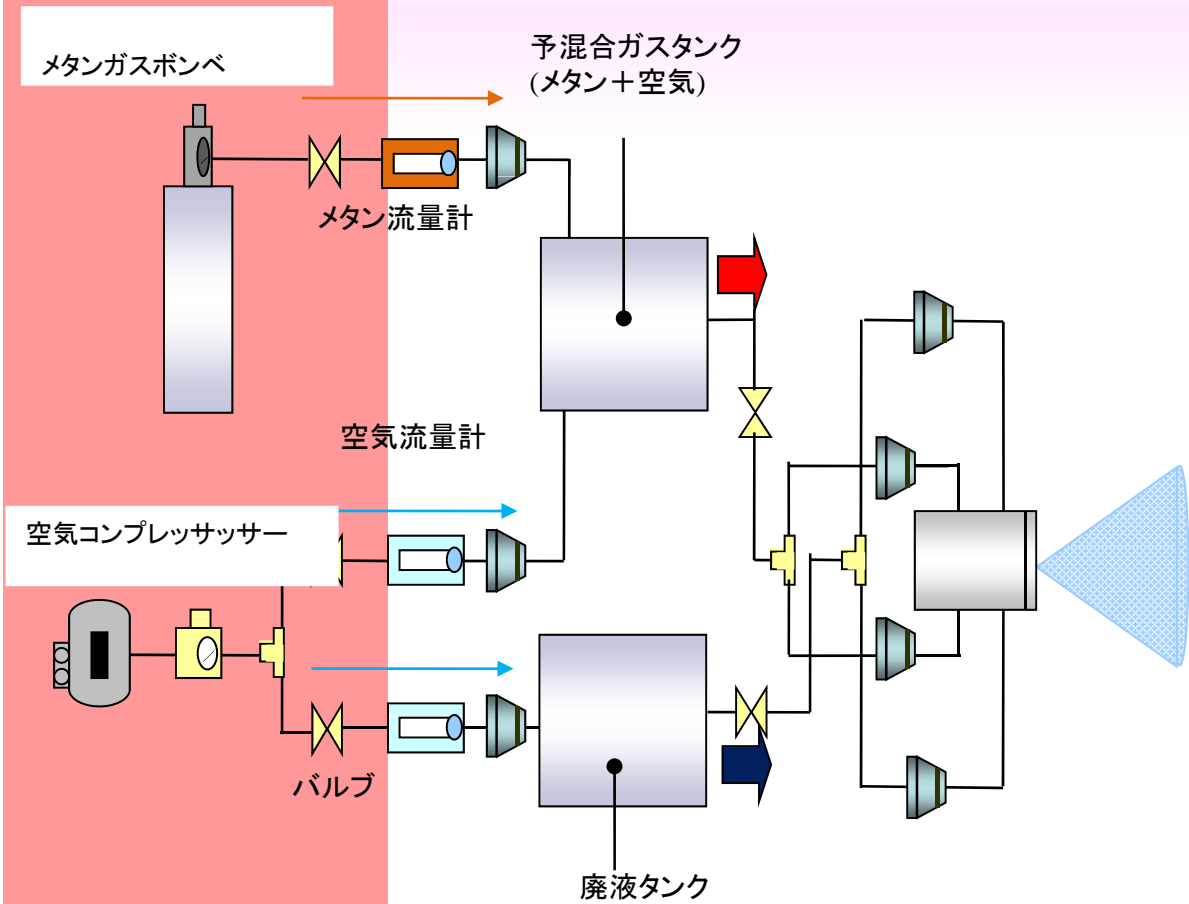 メタンガスボンベ
予混合ガスタンク
(メタン＋空気)
メタン流量計
空気流量計
空気コンプレッサッサー
バルブ
廃液タンク